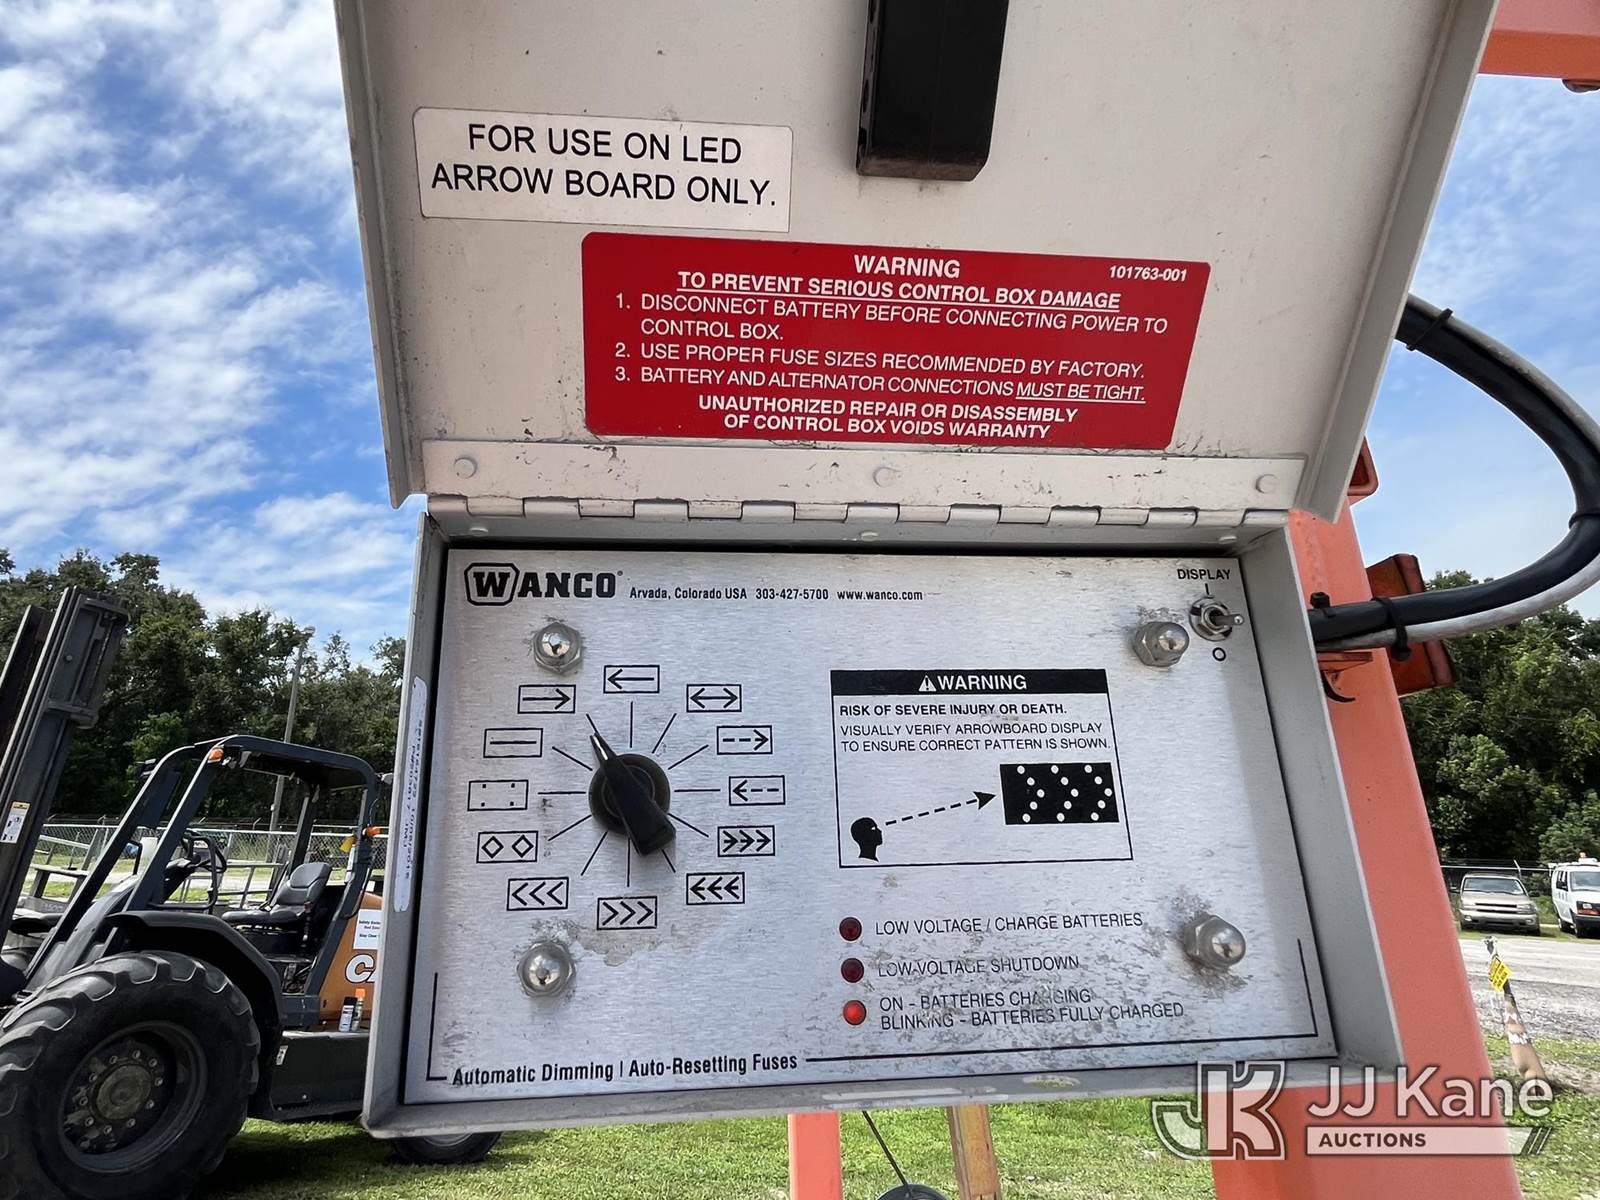 FOR USE ON LED
ARROW BOARD ONLY.
WARNING
101763-001
TO PREVENT SERIOUS CONTROL BOX DAMAGE
1. DISCONNECT BATTERY BEFORE CONNECTING POWER TO
CONTROL BOX.
2. USE PROPER FUSE SIZES RECOMMENDED BY FACTORY.
3. BATTERY AND ALTERNATOR CONNECTIONS MUST BE TIGHT.
UNAUTHORIZED REPAIR OR DISASSEMBLY
OF CONTROL BOX VOIDS WARRANTY
WANCO® Arvada, Colorado USA 303-427-5700 www.wanco.com
DISPLAY
I
O
WARNING
RISK OF SEVERE INJURY OR DEATH.
VISUALLY VERIFY ARROWBOARD DISPLAY
TO ENSURE CORRECT PATTERN IS SHOWN.
LOW VOLTAGE / CHARGE BATTERIES
LOW-VOLTAGE SHUTDOWN
ON - BATTERIES CHARGING
BLINKING - BATTERIES FULLY CHARGED
Automatic Dimming | Auto-Resetting Fuses
JK JJ Kane
AUCTIONS